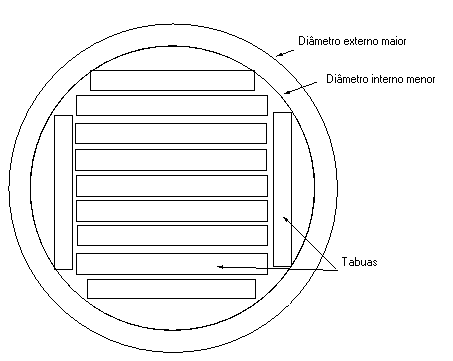 Diâmetro externo maior
Diâmetro interno menor
Tabuas